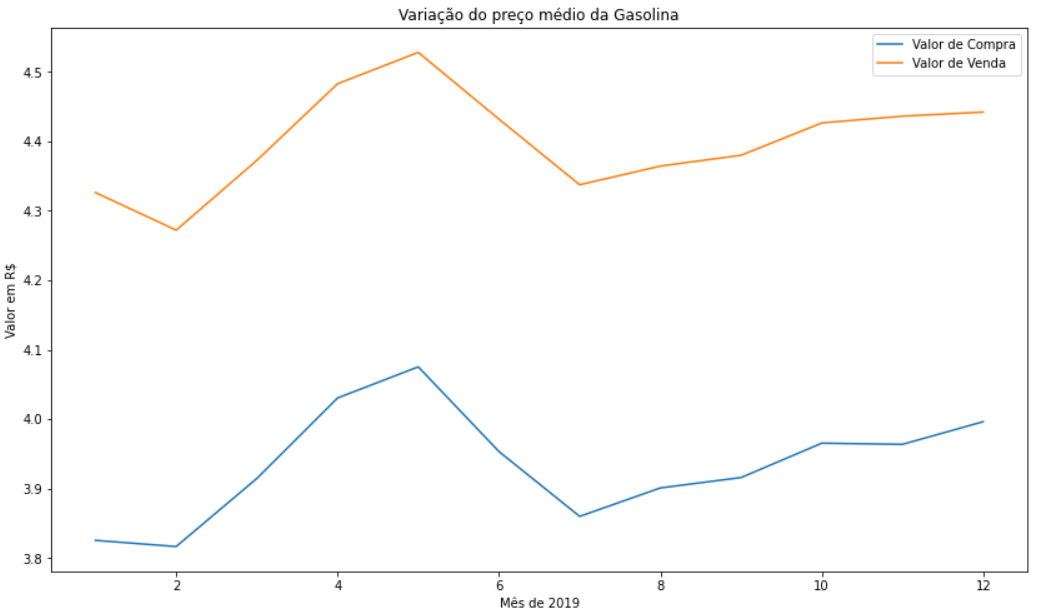 Variação do preço médio da Gasolina
Valor de Compra
Valor de Venda
Valor em R$
4.5
4.4
4.3
4.2
4.1
4.0
3.9
3.8
2 4 6 8 10 12
Mês de 2019